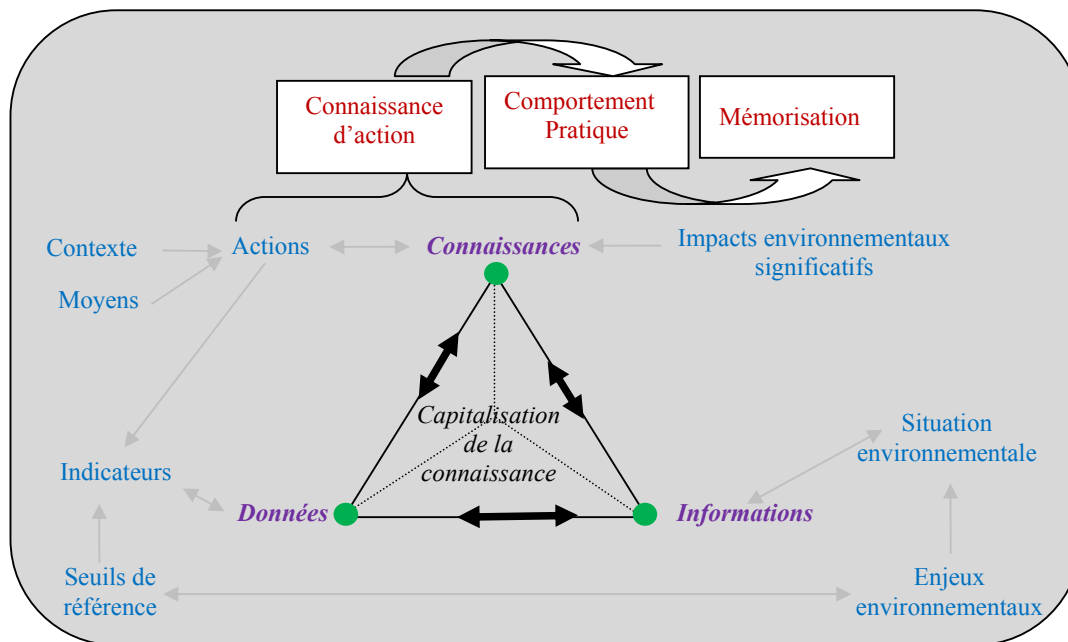 Connaissance
d’action
Comportement
Pratique
Mémorisation
Contexte
Actions
Connaissances
Impacts environnementaux
significatifs
Moyens
Capitalisation
de la
connaissance
Situation
environnementale
Indicateurs
Données
Informations
Seuils de
référence
Enjeux
environnementaux